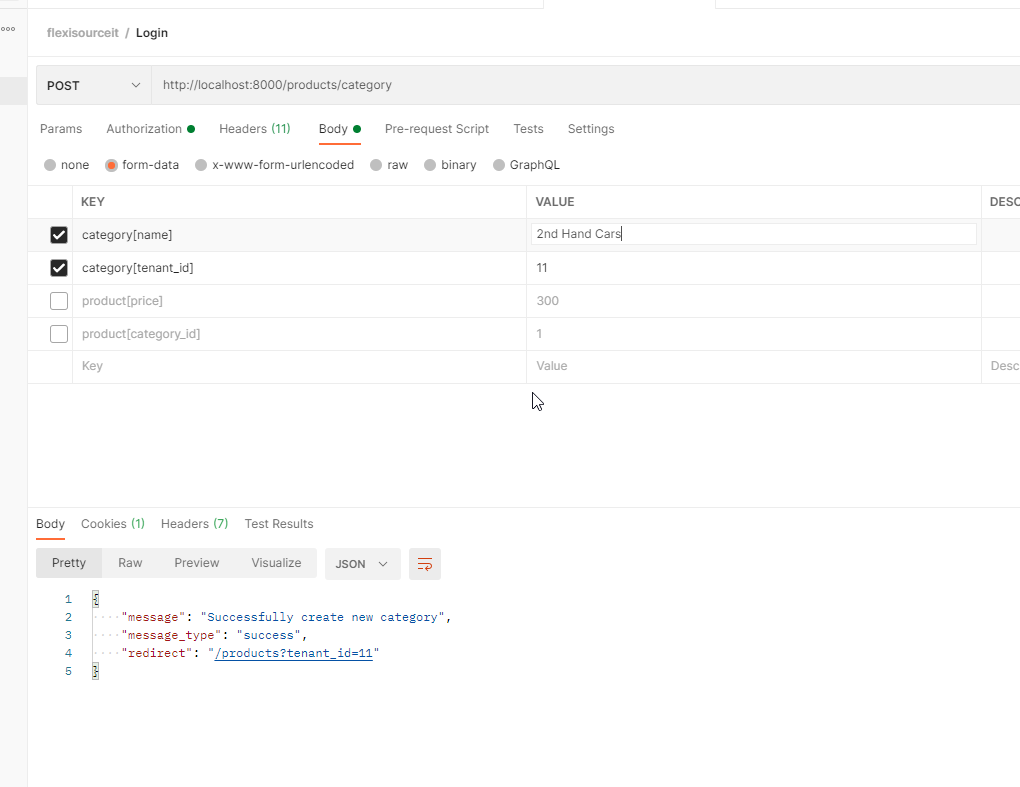 flexisourceit / Login
POST http://localhost:8000/products/category
Params Authorization Headers (11) Body Pre-request Script Tests Settings
none form-data x-www-form-urlencoded raw binary GraphQL
KEY VALUE DESC
category[name] 2nd Hand Cars
category[tenant_id] 11
product[price] 300
product[category_id] 1
Key Value Desc
Body Cookies (1) Headers (7) Test Results
Pretty Raw Preview Visualize JSON
1 {
2 "message": "Successfully create new category",
3 "message_type": "success",
4 "redirect": "/products?tenant_id=11"
5 }